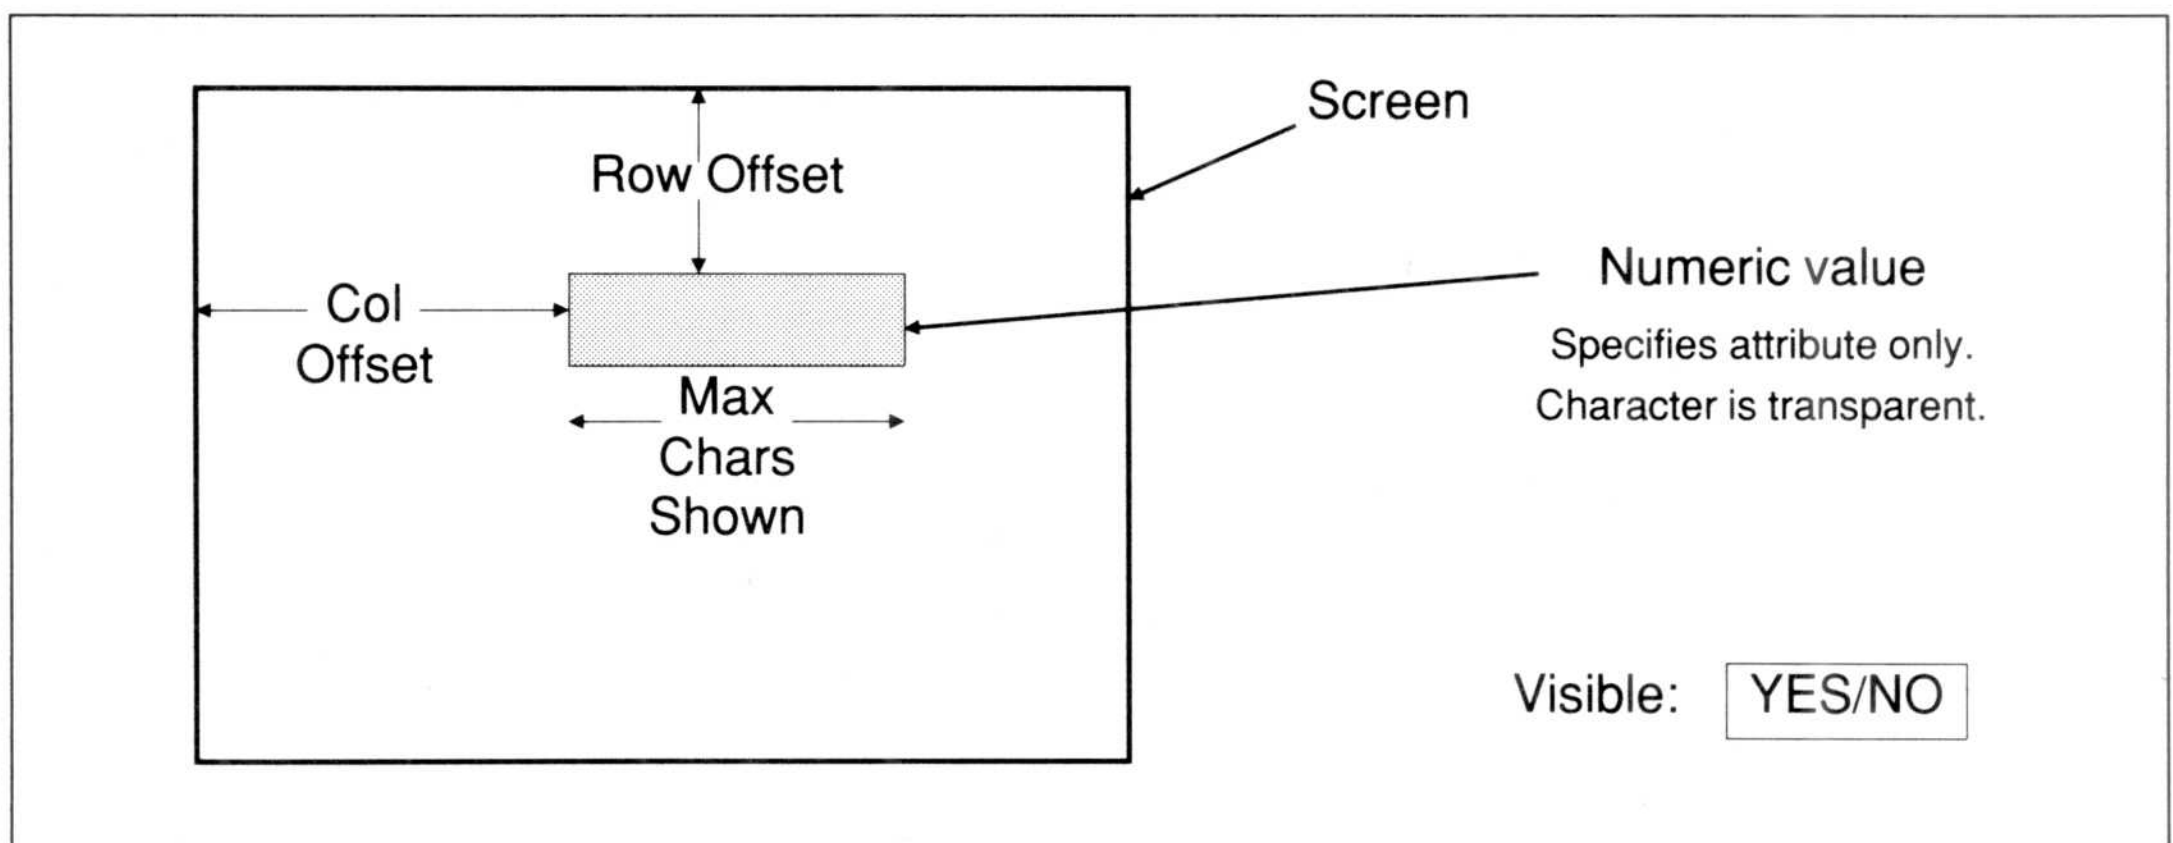 Screen
Row Offset
Numeric value
Col
Offset
Specifies attribute only.
Max
Character is transparent.
Chars
Shown
Visible: YES/NO